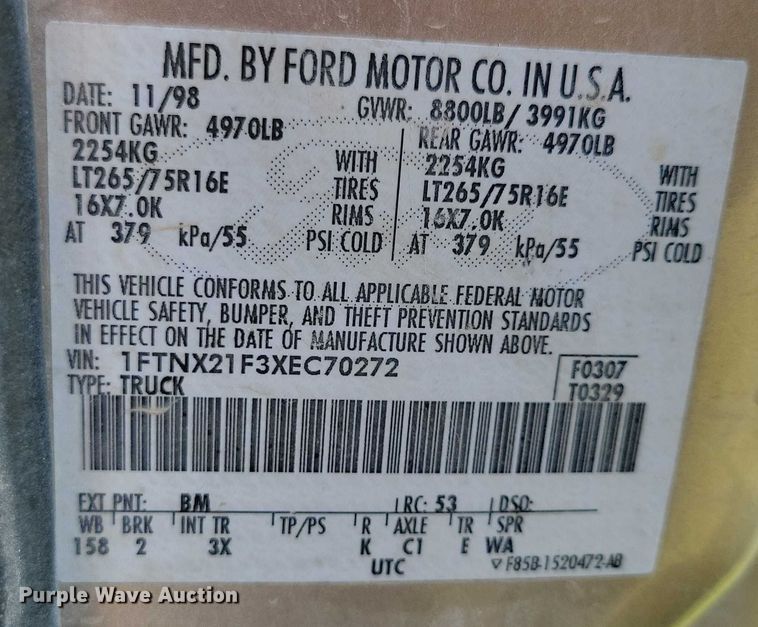 MFD. BY FORD MOTOR CO. IN U.S.A.
DATE: 11/98 GVWR: 8800LB/ 3991KG
FRONT GAWR: 4970LB REAR GAWR: 4970LB
2254KG WITH 2254KG WITH
LT265/75R16E TIRES LT265/75R16E TIRES
16X7.0K RIMS 16X7.0K RIMS
AT 379 kPa/55 PSI COLD AT 379 kPa/55 PSI COLD
THIS VEHICLE CONFORMS TO ALL APPLICABLE FEDERAL MOTOR
VEHICLE SAFETY, BUMPER, AND THEFT PREVENTION STANDARDS
IN EFFECT ON THE DATE OF MANUFACTURE SHOWN ABOVE.
VIN: 1FTNX21F3XEC70272 F0307
TYPE: TRUCK T0329
EXT PNT: BM RC: 53 DSO:
WB BRK INT TR TP/PS R AXLE TR SPR
158 2 3X K C1 E WA
UTC F85B-1520472-AB
Purple Wave Auction